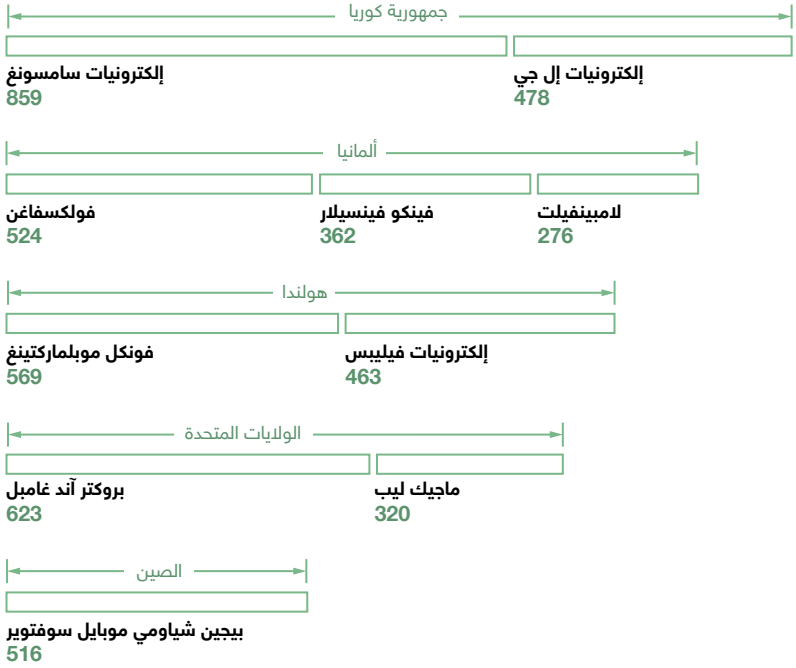 جمهورية كوريا
إلكترونيات سامسونغ
859
إلكترونيات إل جي
478
ألمانيا
فولكسفاغن
524
فينكو فينسيلار
362
لامبينفيلت
276
هولندا
فونكل موبلماركتينغ
569
إلكترونيات فيليبس
463
الولايات المتحدة
بروكتر آند غامبل
623
ماجيك ليب
320
الصين
بيجين شياومي موبايل سوفتوير
516